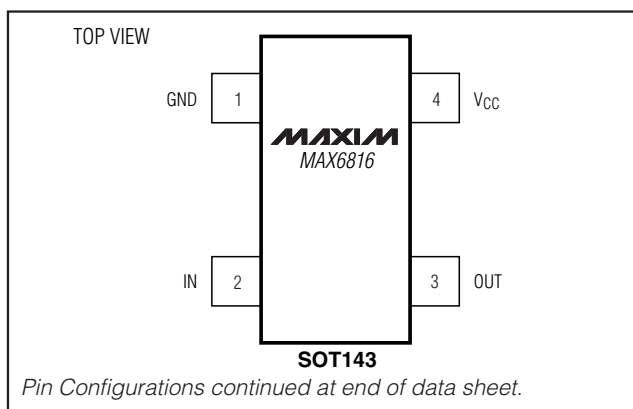 TOP VIEW
GND 1 4 VCC
MAXIM
MAX6816
IN 2 3 OUT
SOT143
Pin Configurations continued at end of data sheet.